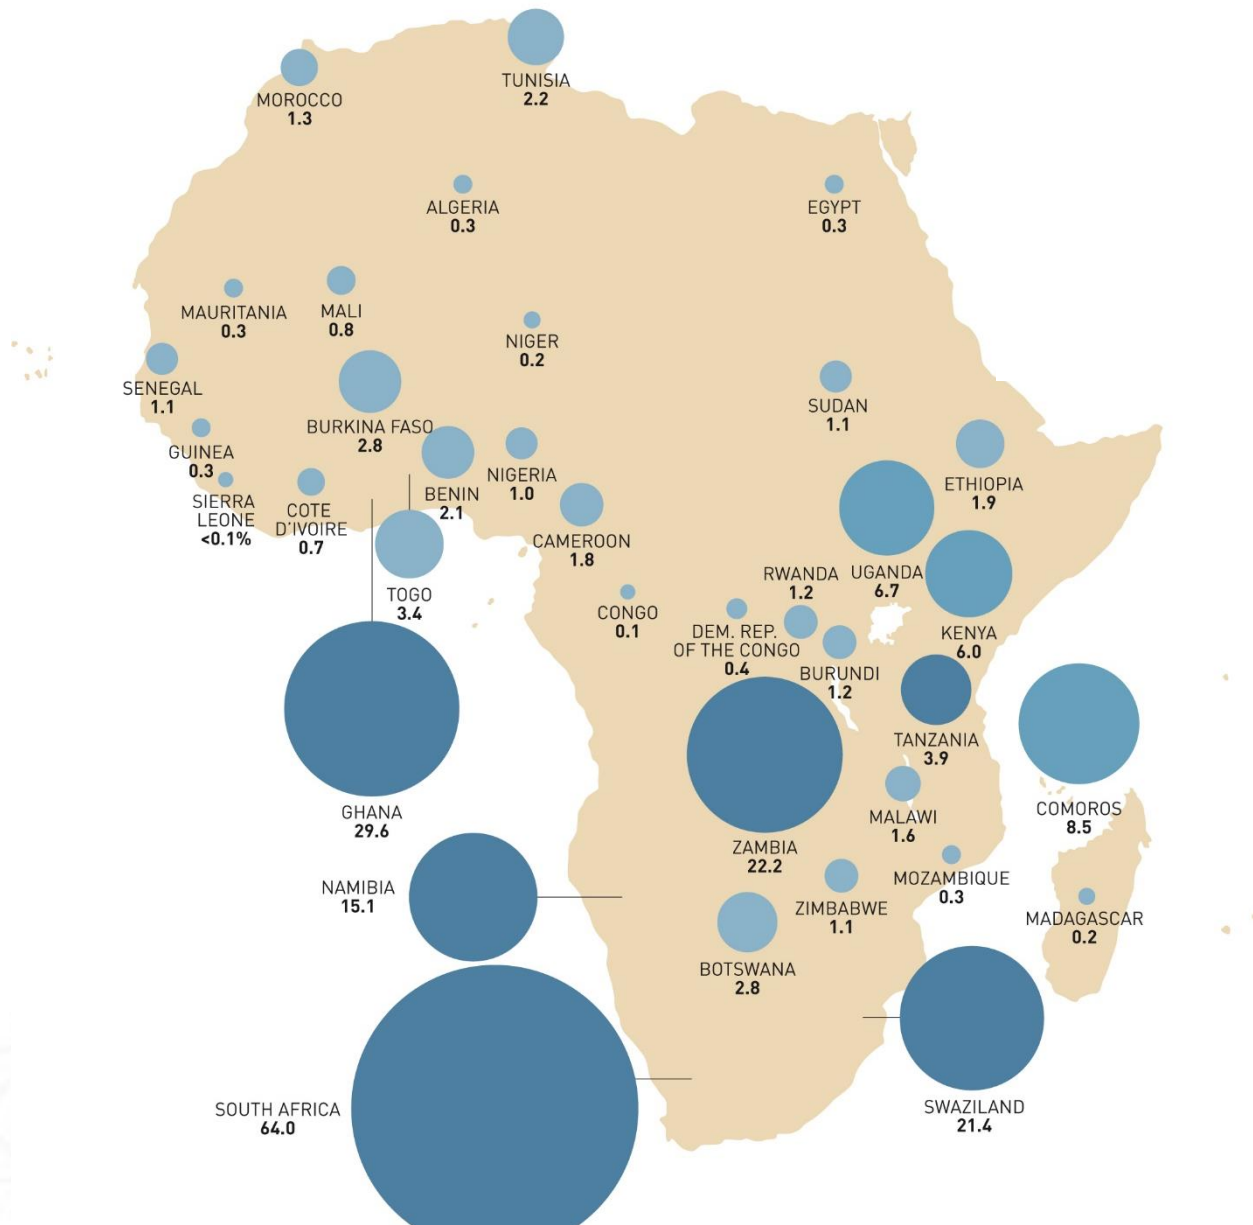 TUNISIA
2.2
MOROCCO
1.3
ALGERIA
0.3
EGYPT
0.3
MAURITANIA
0.3
MALI
0.8
NIGER
0.2
SENEGAL
1.1
SUDAN
1.1
BURKINA FASO
2.8
GUINEA
0.3
NIGERIA
1.0
BENIN
2.1
ETHIOPIA
1.9
SIERRA
LEONE
<0.1%
COTE
D'IVOIRE
0.7
CAMEROON
1.8
RWANDA
1.2
UGANDA
6.7
TOGO
3.4
CONGO
0.1
DEM. REP.
OF THE CONGO
0.4
KENYA
6.0
BURUNDI
1.2
TANZANIA
3.9
GHANA
29.6
MALAWI
1.6
COMOROS
8.5
ZAMBIA
22.2
NAMIBIA
15.1
MOZAMBIQUE
0.3
ZIMBABWE
1.1
MADAGASCAR
0.2
BOTSWANA
2.8
SOUTH AFRICA
64.0
SWAZILAND
21.4